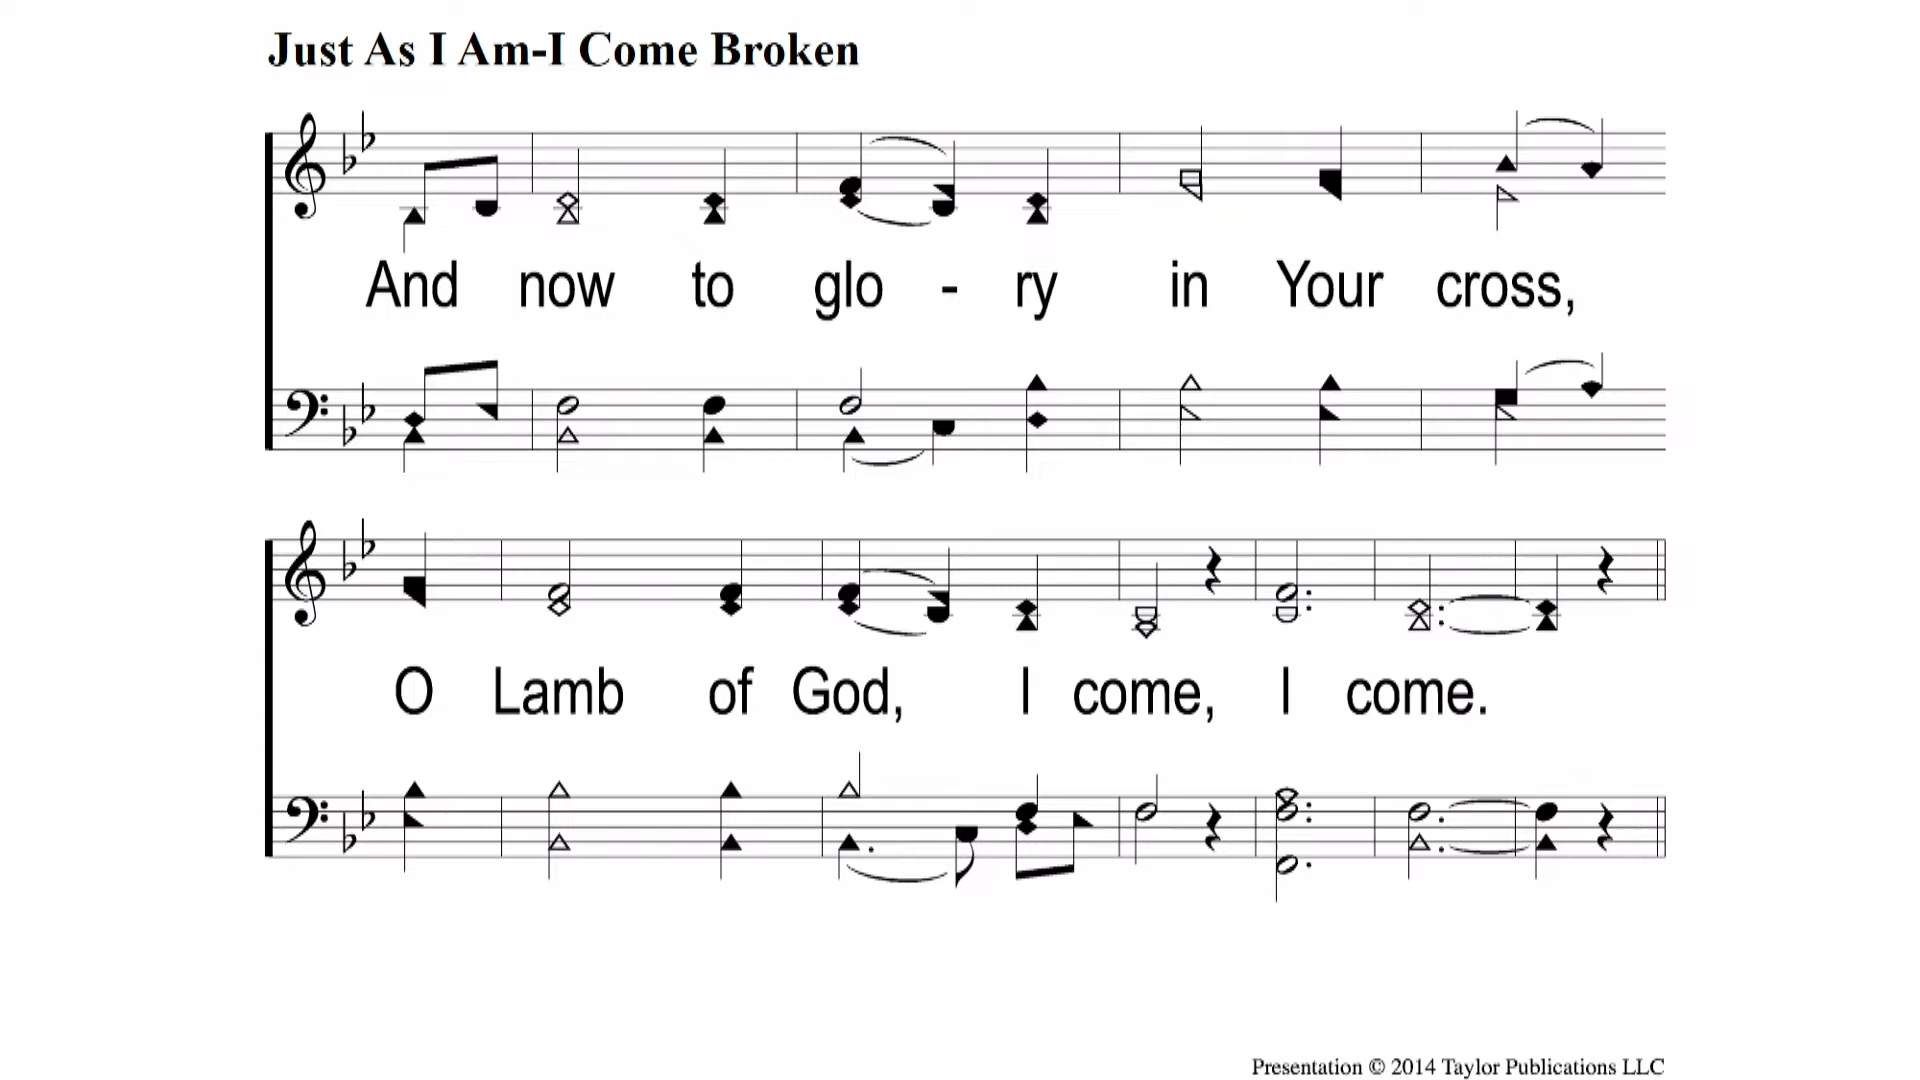 Just As I Am-I Come Broken
And now to glo - ry in Your cross,
O Lamb of God, I come, I come.
Presentation © 2014 Taylor Publications LLC